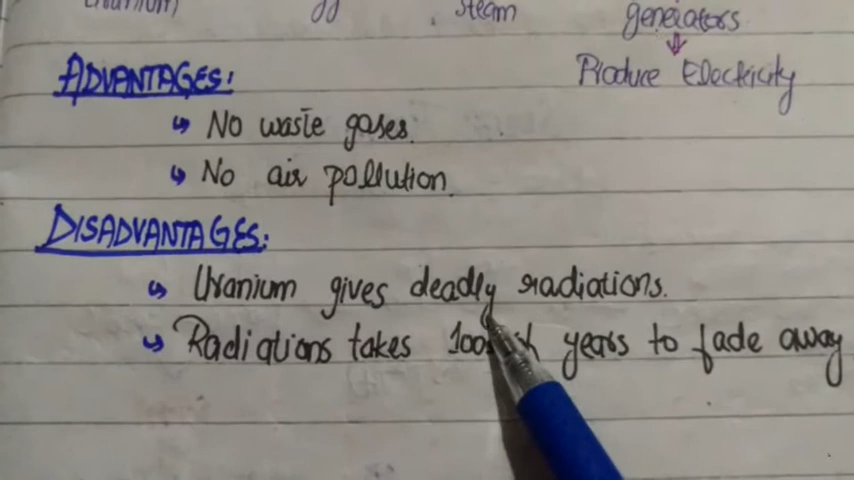 steam generators
Produce Electricity
ADVANTAGES:
↳ No waste gases.
↳ No air pollution.
DISADVANTAGES:
↳ Uranium gives deadly radiations.
↳ Radiations takes years to fade away